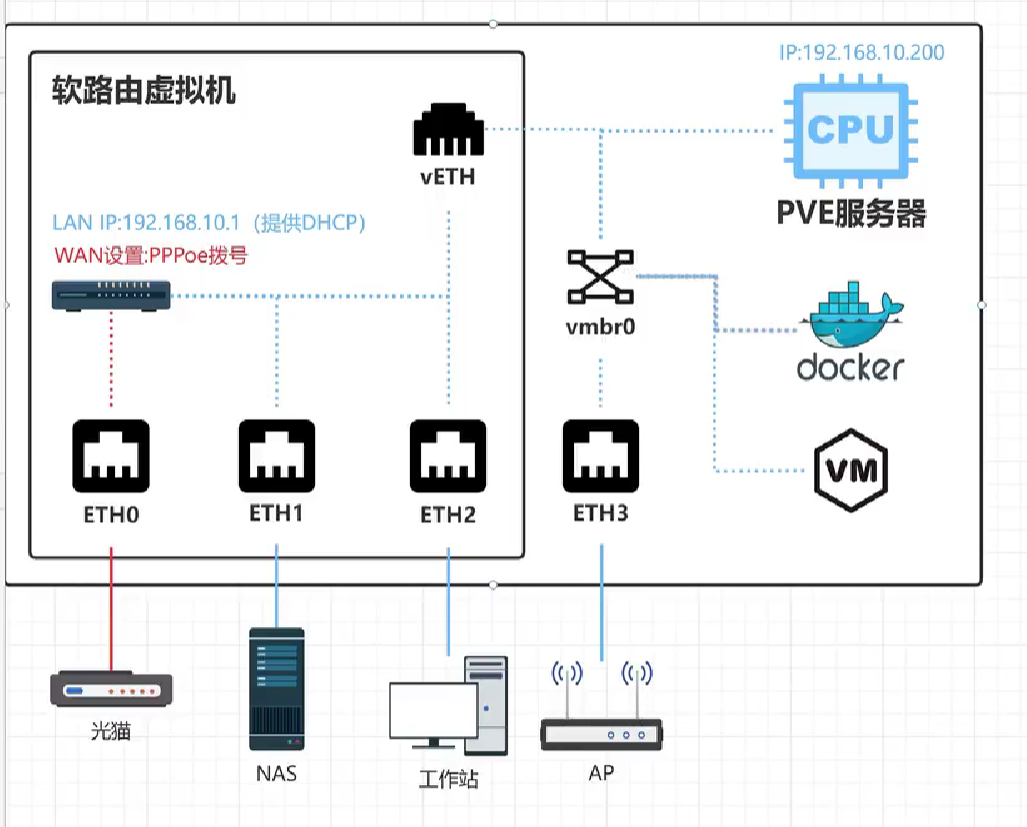 IP:192.168.10.200
软路由虚拟机
CPU
vETH
PVE服务器
LAN IP:192.168.10.1（提供DHCP）
WAN设置:PPPoe拨号
vmbr0
docker
VM
ETH0
ETH1
ETH2
ETH3
光猫
NAS
工作站
AP